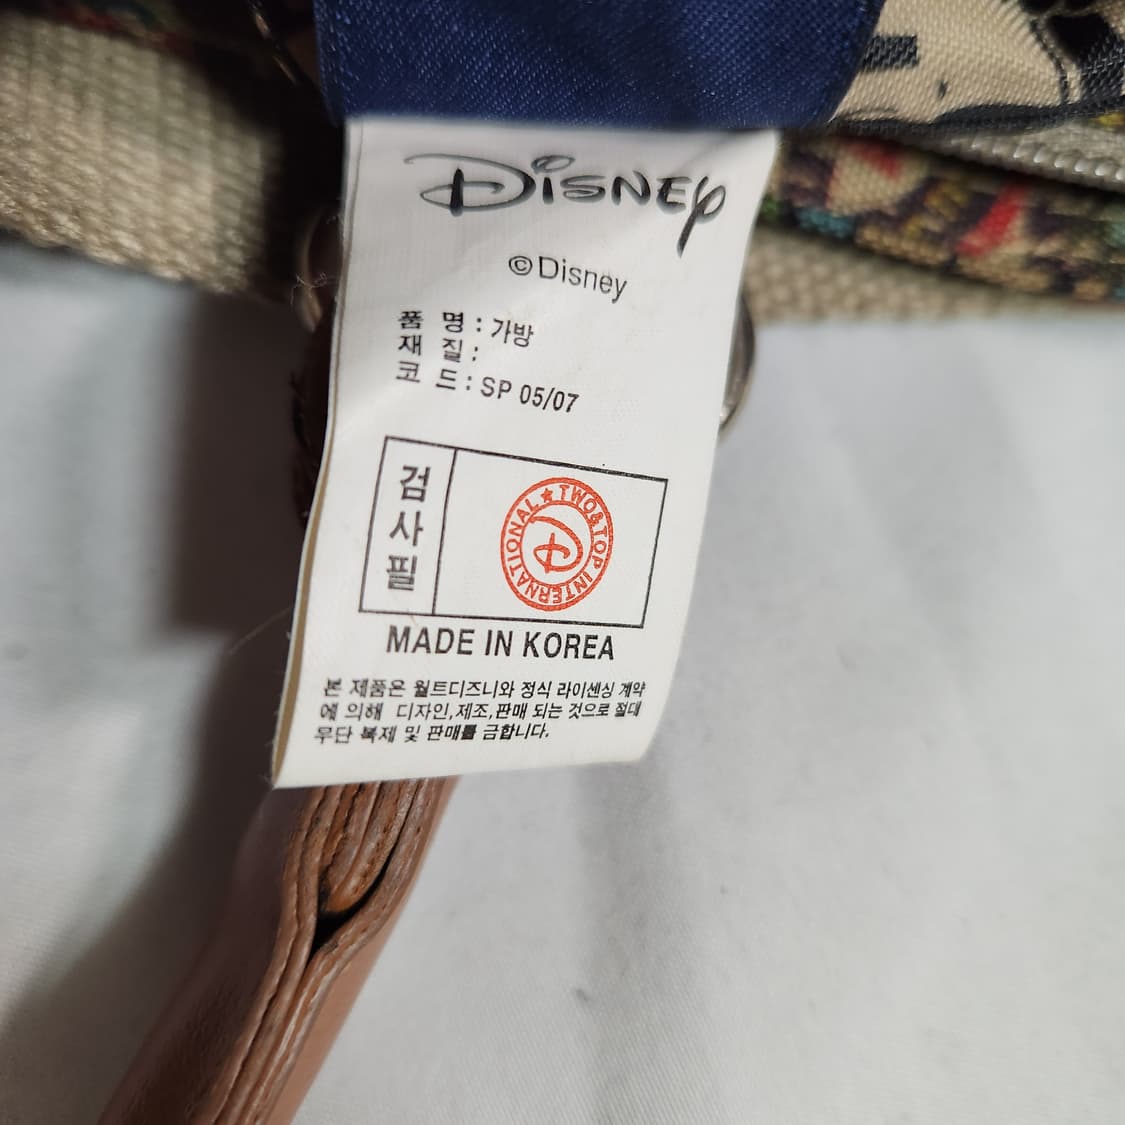 Disney
©Disney
품 명 : 가방
재 질 :
코 드 : SP 05/07
검
사
필
TWO&TOP INTERNATIONAL ★
D
MADE IN KOREA
본 제품은 월트디즈니와 정식 라이센싱 계약
에 의해 디자인,제조,판매 되는 것으로 절대
무단 복제 및 판매를 금합니다.